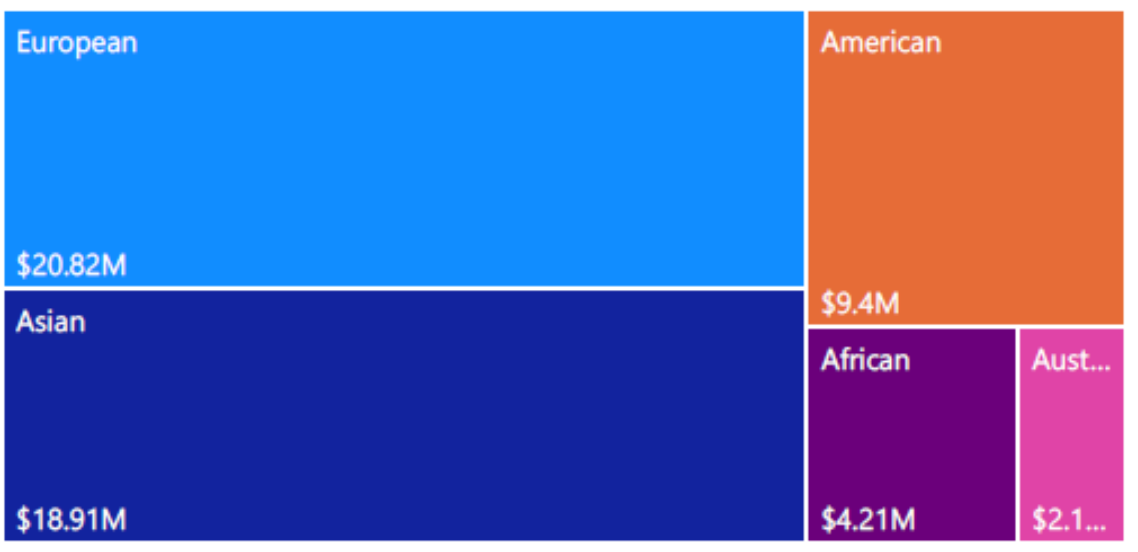 European
$20.82M
Asian
$18.91M
American
$9.4M
African
$4.21M
Aust...
$2.1...